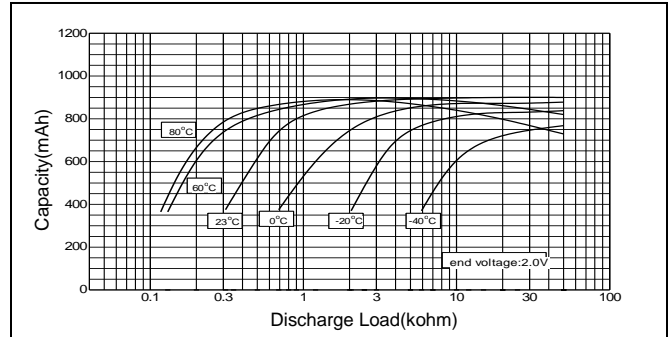 1200
1000
800
600
400
200
0
Capacity(mAh)
80°C
60°C
23°C
0°C
-20°C
-40°C
end voltage:2.0V
0.1 0.3 1 3 10 30 100
Discharge Load(kohm)